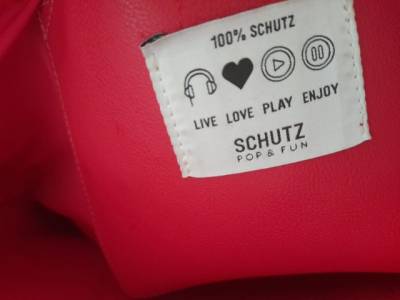 100% SCHUTZ
LIVE LOVE PLAY ENJOY
SCHUTZ
POP & FUN